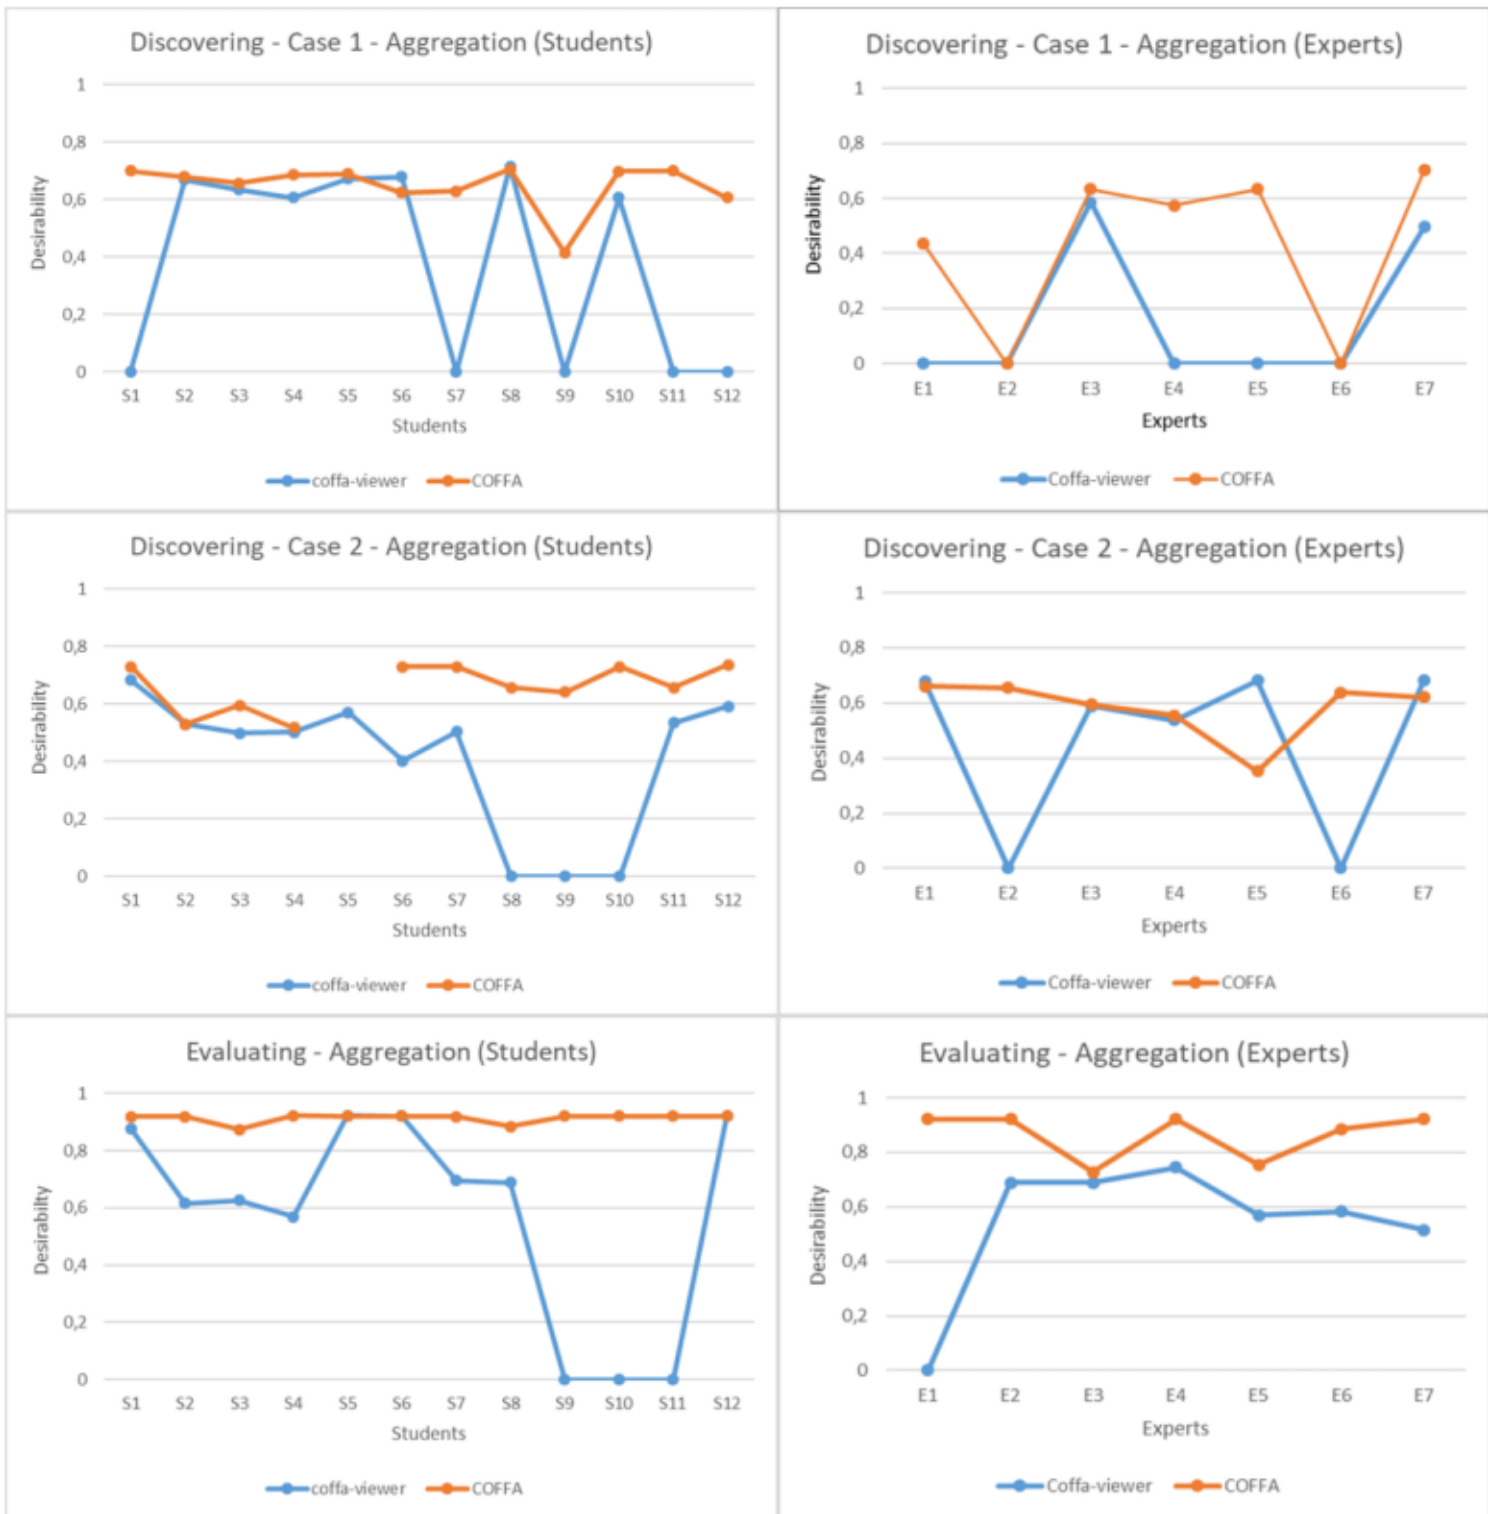 Discovering - Case 1 - Aggregation (Students)
1
0,8
0,6
0,4
0,2
0
Desirability
S1 S2 S3 S4 S5 S6 S7 S8 S9 S10 S11 S12
Students
coffa-viewer COFFA
Discovering - Case 1 - Aggregation (Experts)
1
0,8
0,6
0,4
0,2
0
Desirability
E1 E2 E3 E4 E5 E6 E7
Experts
Coffa-viewer COFFA
Discovering - Case 2 - Aggregation (Students)
1
0,8
0,6
0,4
0,2
0
Desirability
S1 S2 S3 S4 S5 S6 S7 S8 S9 S10 S11 S12
Students
coffa-viewer COFFA
Discovering - Case 2 - Aggregation (Experts)
1
0,8
0,6
0,4
0,2
0
Desirability
E1 E2 E3 E4 E5 E6 E7
Experts
Coffa-viewer COFFA
Evaluating - Aggregation (Students)
1
0,8
0,6
0,4
0,2
0
Desirability
S1 S2 S3 S4 S5 S6 S7 S8 S9 S10 S11 S12
Students
coffa-viewer COFFA
Evaluating - Aggregation (Experts)
1
0,8
0,6
0,4
0,2
0
Desirability
E1 E2 E3 E4 E5 E6 E7
Experts
Coffa-viewer COFFA